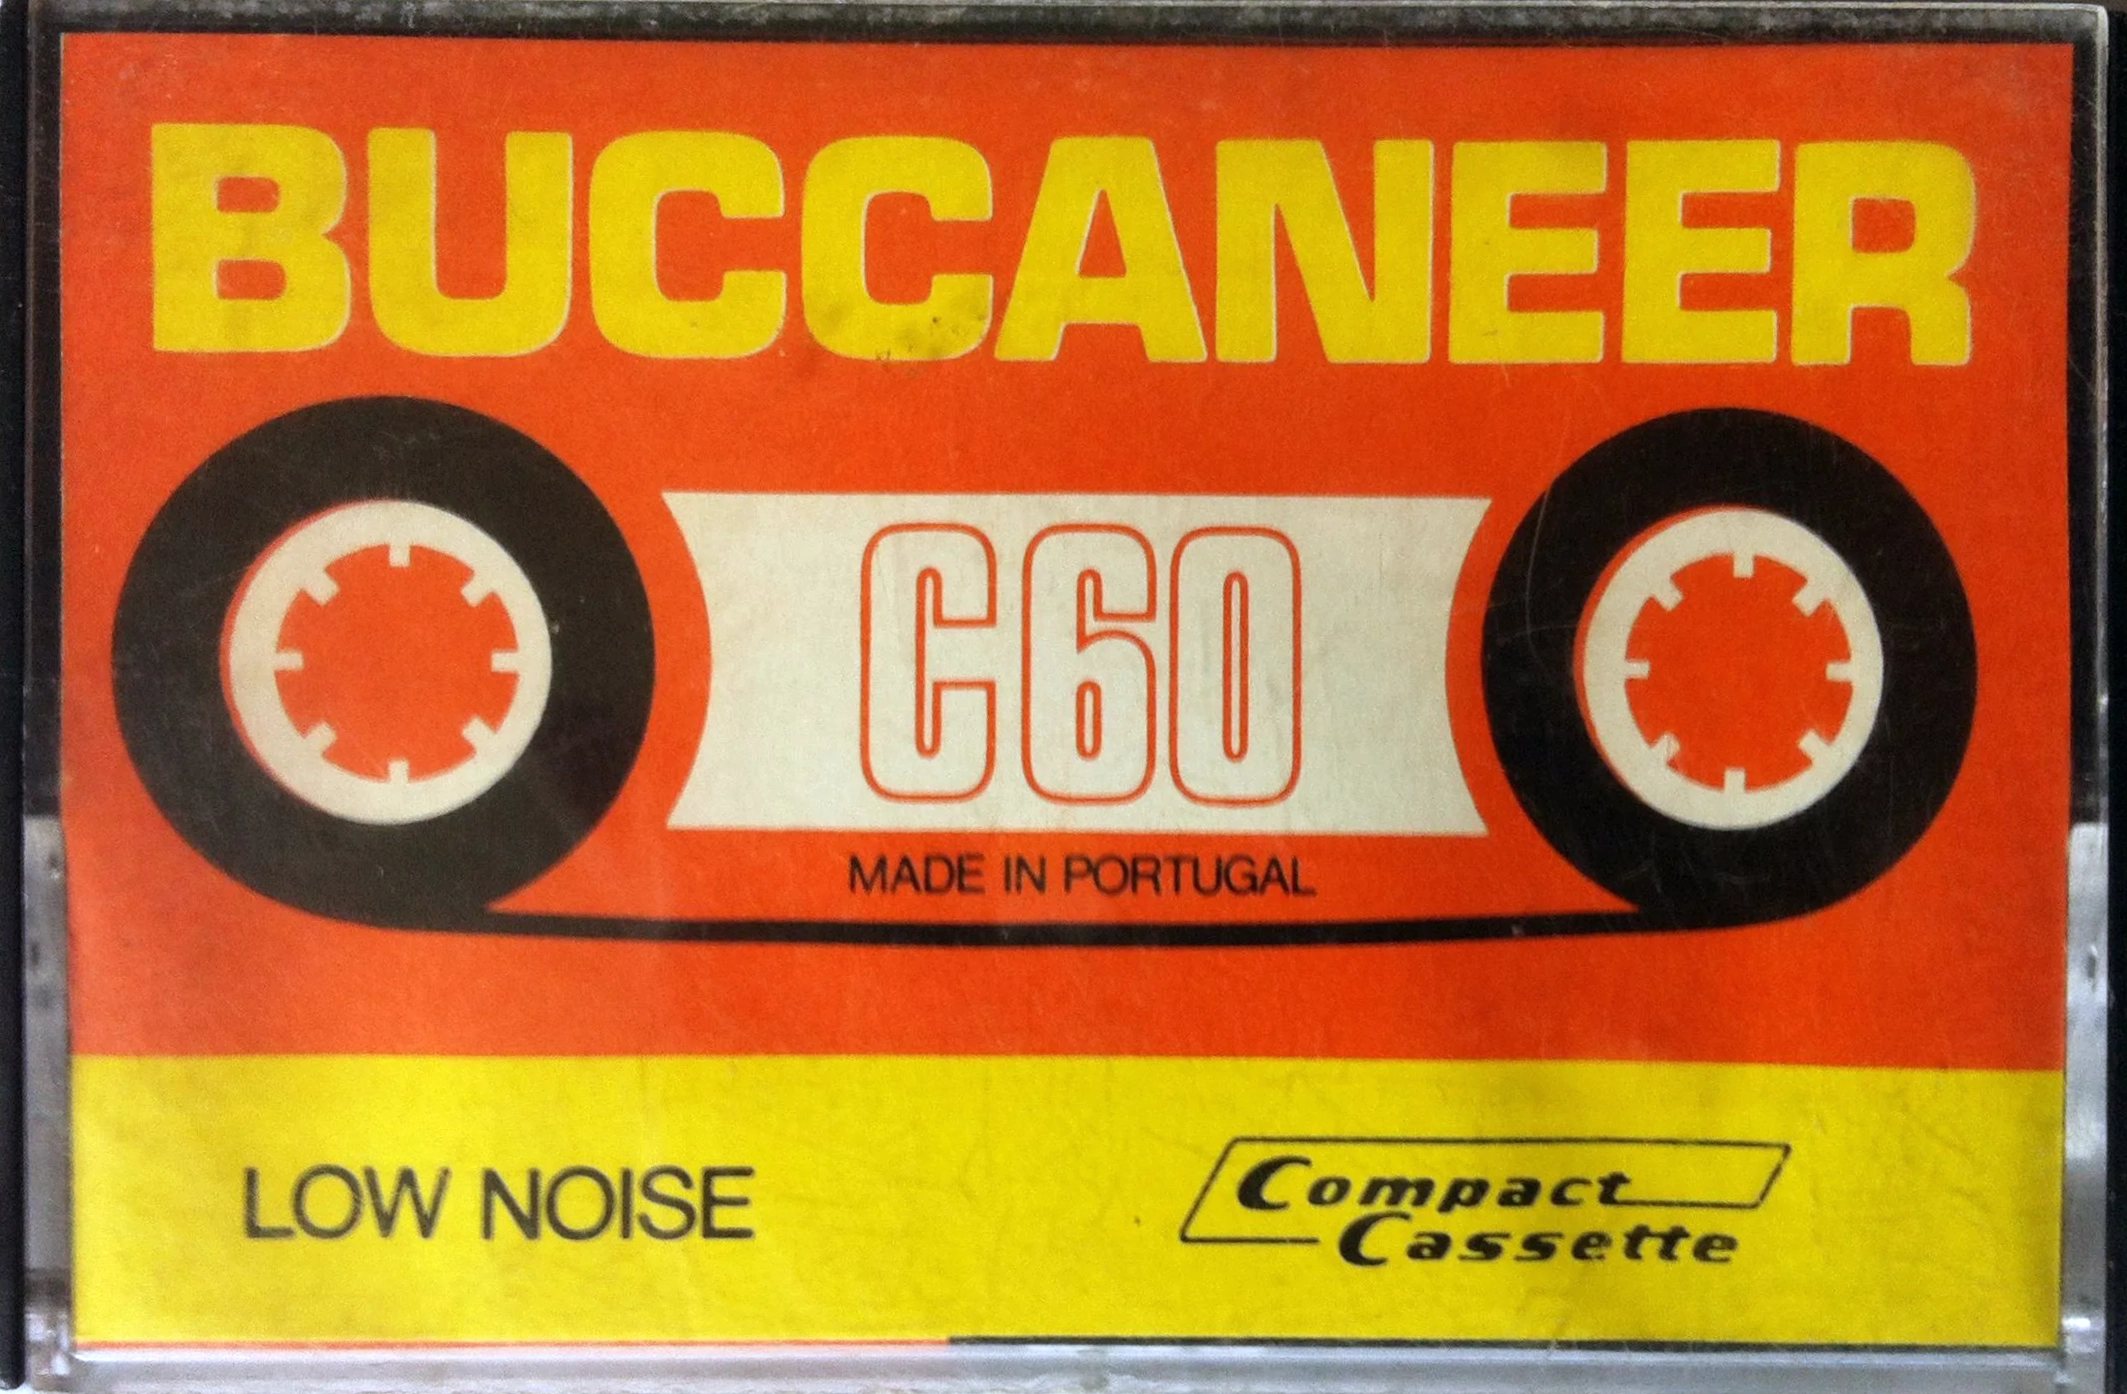 BUCCANEER
C60
MADE IN PORTUGAL
LOW NOISE
Compact
Cassette